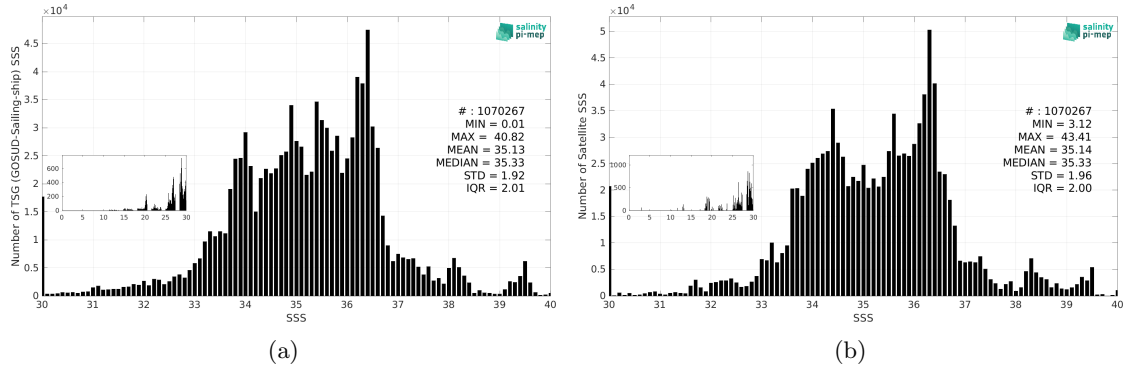 ×10^4
salinity
pi-mep
4.5
4
3.5
3
2.5
2
1.5
1
0.5
0
Number of TSG (GOSUD-Sailing-ship) SSS
# : 1070267
MIN = 0.01
MAX = 40.82
MEAN = 35.13
MEDIAN = 35.33
STD = 1.92
IQR = 2.01
600
400
200
0
0 5 10 15 20 25 30
30 31 32 33 34 35 36 37 38 39 40
SSS
(a)
×10^4
salinity
pi-mep
5
4.5
4
3.5
3
2.5
2
1.5
1
0.5
0
Number of Satellite SSS
# : 1070267
MIN = 3.12
MAX = 43.41
MEAN = 35.14
MEDIAN = 35.33
STD = 1.96
IQR = 2.00
1000
500
0
0 5 10 15 20 25 30
30 31 32 33 34 35 36 37 38 39 40
SSS
(b)